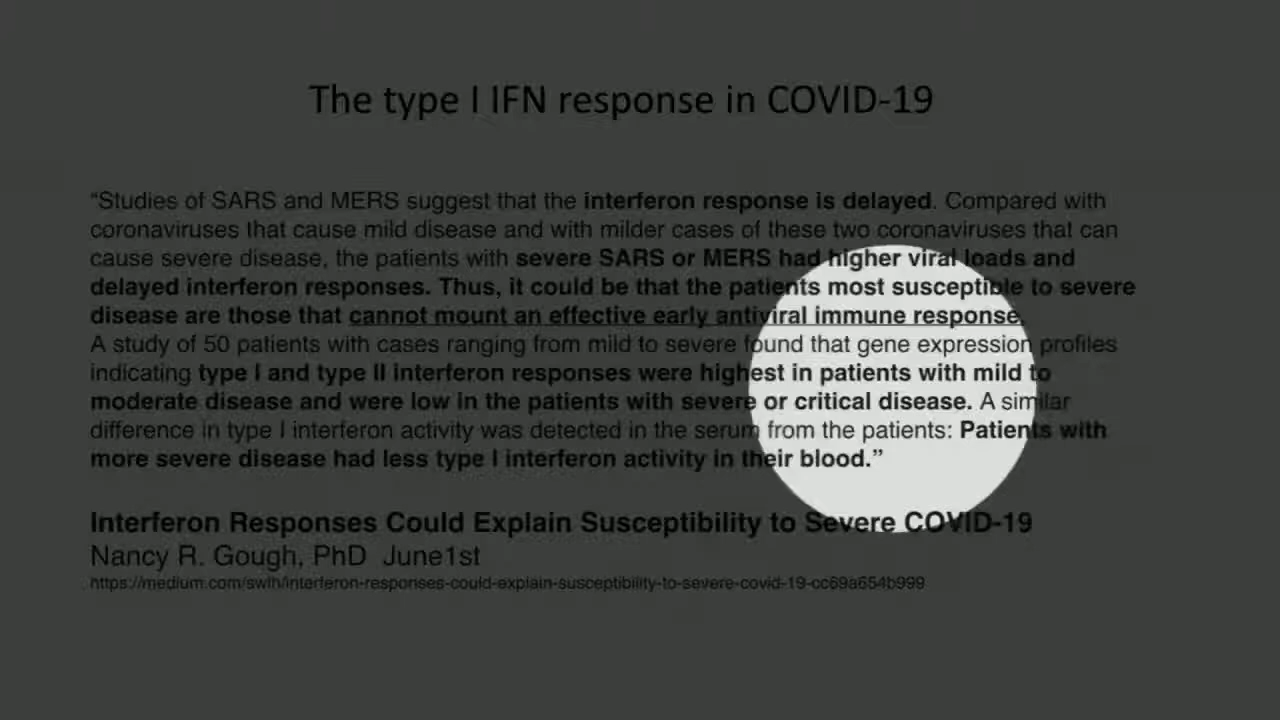 The type I IFN response in COVID-19
“Studies of SARS and MERS suggest that the interferon response is delayed. Compared with
coronaviruses that cause mild disease and with milder cases of these two coronaviruses that can
cause severe disease, the patients with severe SARS or MERS had higher viral loads and
delayed interferon responses. Thus, it could be that the patients most susceptible to severe
disease are those that cannot mount an effective early antiviral immune response.
A study of 50 patients with cases ranging from mild to severe found that gene expression profiles
indicating type I and type II interferon responses were highest in patients with mild to
moderate disease and were low in the patients with severe or critical disease. A similar
difference in type I interferon activity was detected in the serum from the patients: Patients with
more severe disease had less type I interferon activity in their blood.”
Interferon Responses Could Explain Susceptibility to Severe COVID-19
Nancy R. Gough, PhD June1st
https://medium.com/swlh/interferon-responses-could-explain-susceptibility-to-severe-covid-19-cc69a654b999